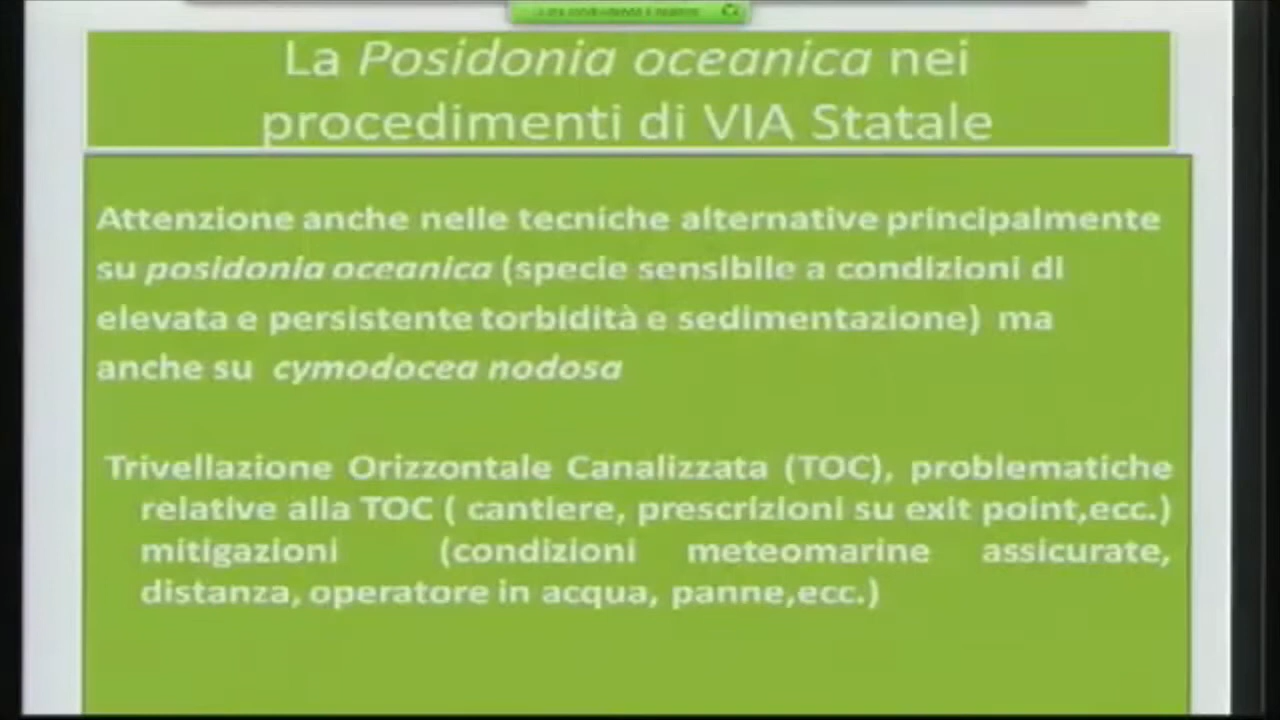 La Posidonia oceanica nei
procedimenti di VIA Statale
Attenzione anche nelle tecniche alternative principalmente
su posidonia oceanica (specie sensibile a condizioni di
elevata e persistente torbidità e sedimentazione) ma
anche su cymodocea nodosa
Trivellazione Orizzontale Canalizzata (TOC), problematiche
relative alla TOC ( cantiere, prescrizioni su exit point,ecc.)
mitigazioni (condizioni meteomarine assicurate,
distanza, operatore in acqua, panne,ecc.)